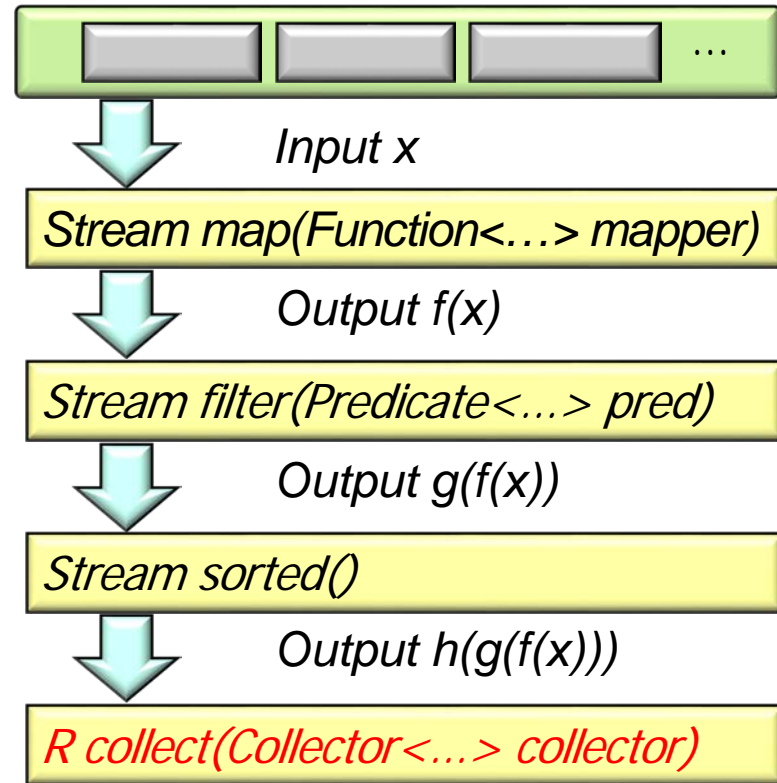 …
Input x
Stream map(Function<…> mapper)
Output f(x)
Stream filter(Predicate<…> pred)
Output g(f(x))
Stream sorted()
Output h(g(f(x)))
R collect(Collector<…> collector)